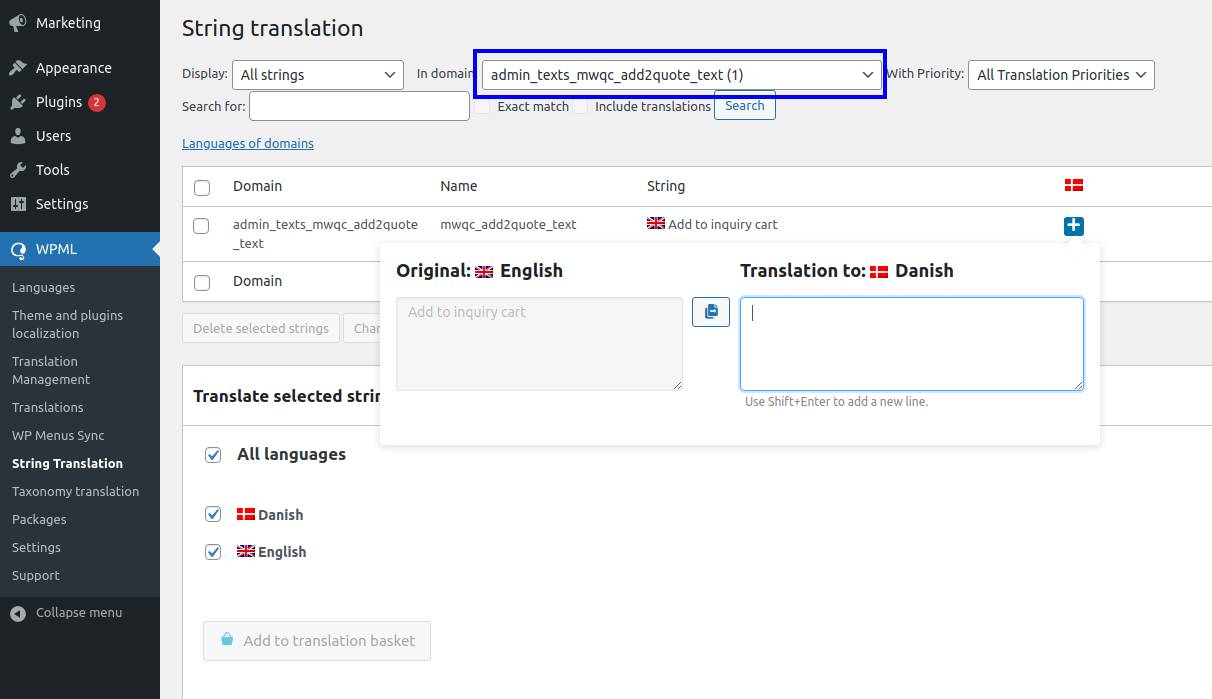 Marketing
Appearance
Plugins 2
Users
Tools
Settings
WPML
Languages
Theme and plugins
localization
Translation
Management
Translations
WP Menus Sync
String Translation
Taxonomy translation
Packages
Settings
Support
Collapse menu
String translation
Display: All strings In domain admin_texts_mwqc_add2quote_text (1) With Priority: All Translation Priorities
Search for: Exact match Include translations Search
Languages of domains
Domain Name String
admin_texts_mwqc_add2quote mwqc_add2quote_text Add to inquiry cart
_text
Domain
Original: English Translation to: Danish
Add to inquiry cart
Use Shift+Enter to add a new line.
Delete selected strings
Translate selected
All languages
Danish
English
Add to translation basket